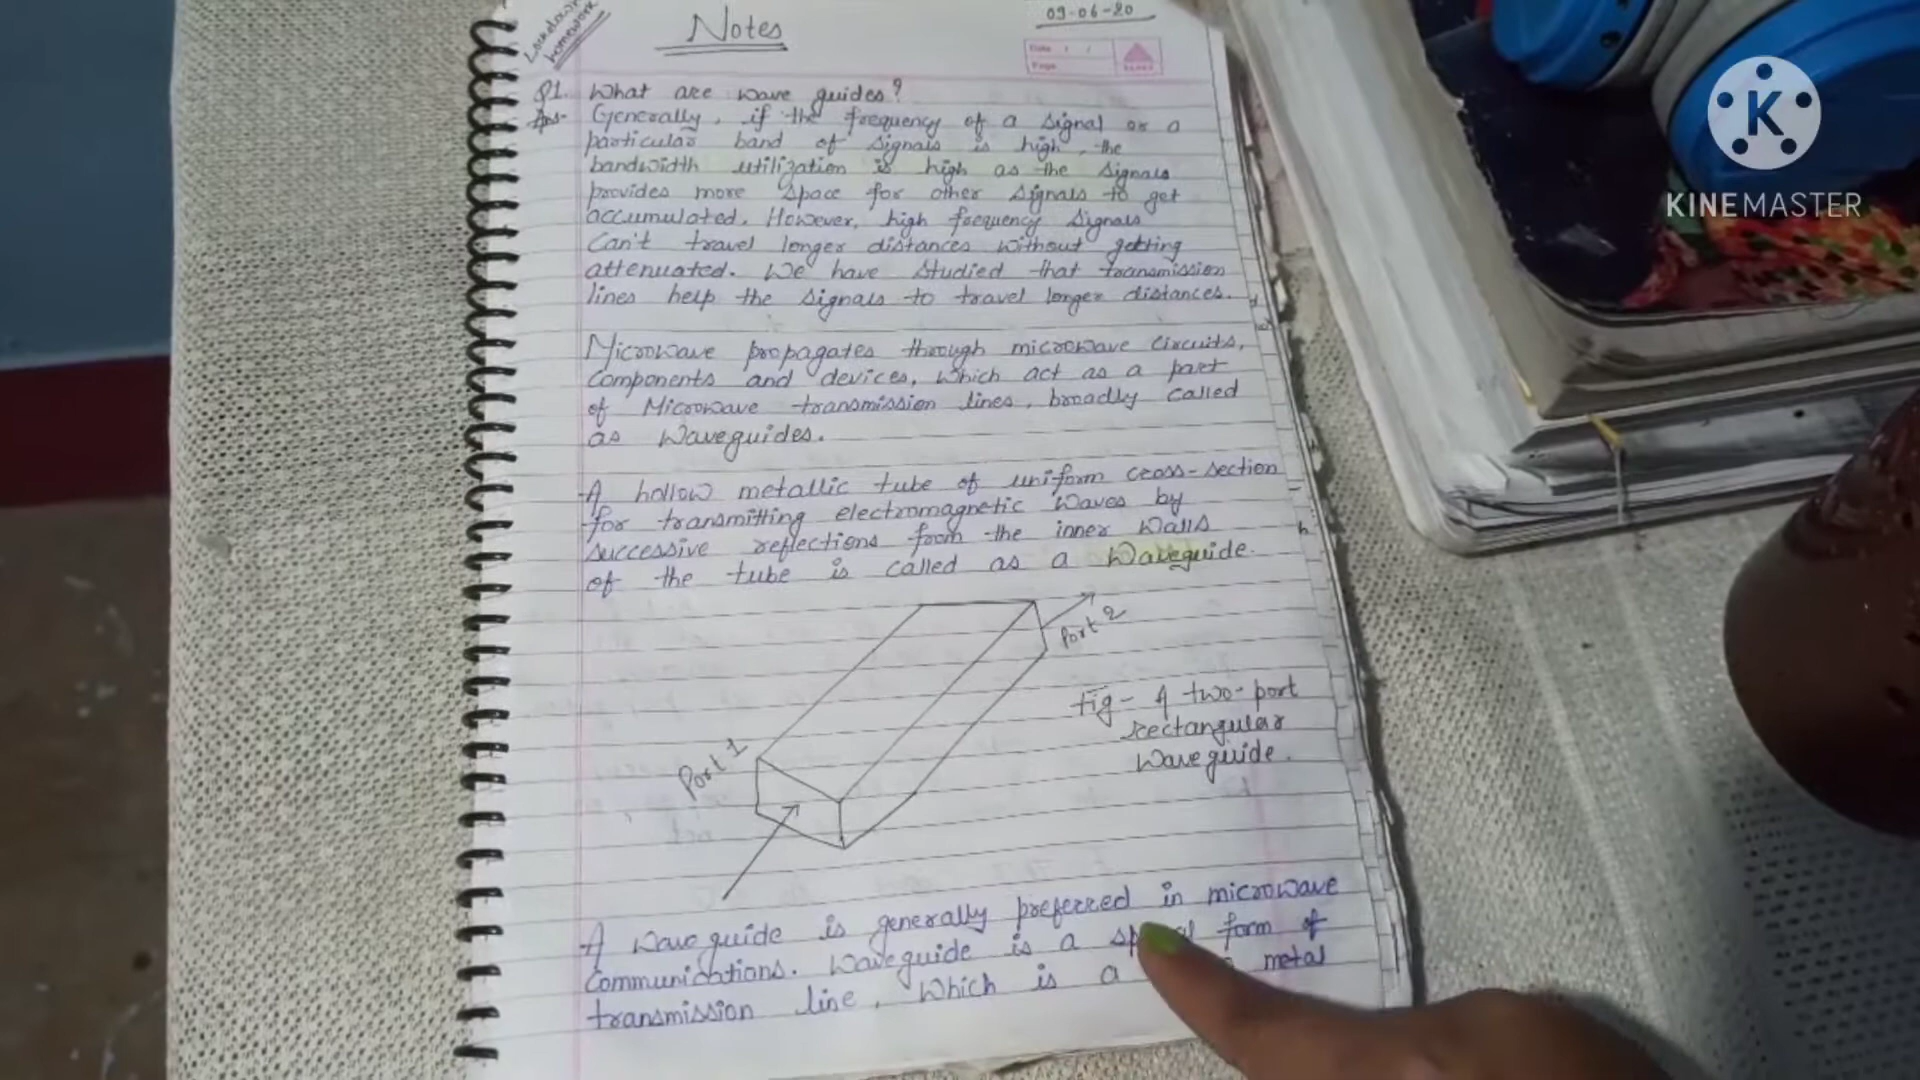 Lockdown
homework
Notes
09-06-20
Date / /
Page
Q1. What are wave guides?
Ans- Generally, if the frequency of a signal or a
particular band of signals is high, the
bandwidth utilization is high as the signals
provides more space for other signals to get
accumulated. However, high frequency signals
Can't travel longer distances without getting
attenuated. We have studied that transmission
lines help the signals to travel longer distances.
Microwave propagates through microwave circuits,
components and devices, which act as a part
of Microwave transmission lines, broadly called
as Waveguides.
A hollow metallic tube of uniform cross-section
for transmitting electromagnetic waves by
successive reflections from the inner walls
of the tube is called as a Waveguide.
Port 2
Fig- A two-port
rectangular
Waveguide.
Port 1
A wave guide is generally preferred in microwave
communications. Waveguide is a form of
transmission line, Which is a metal
K
KINEMASTER